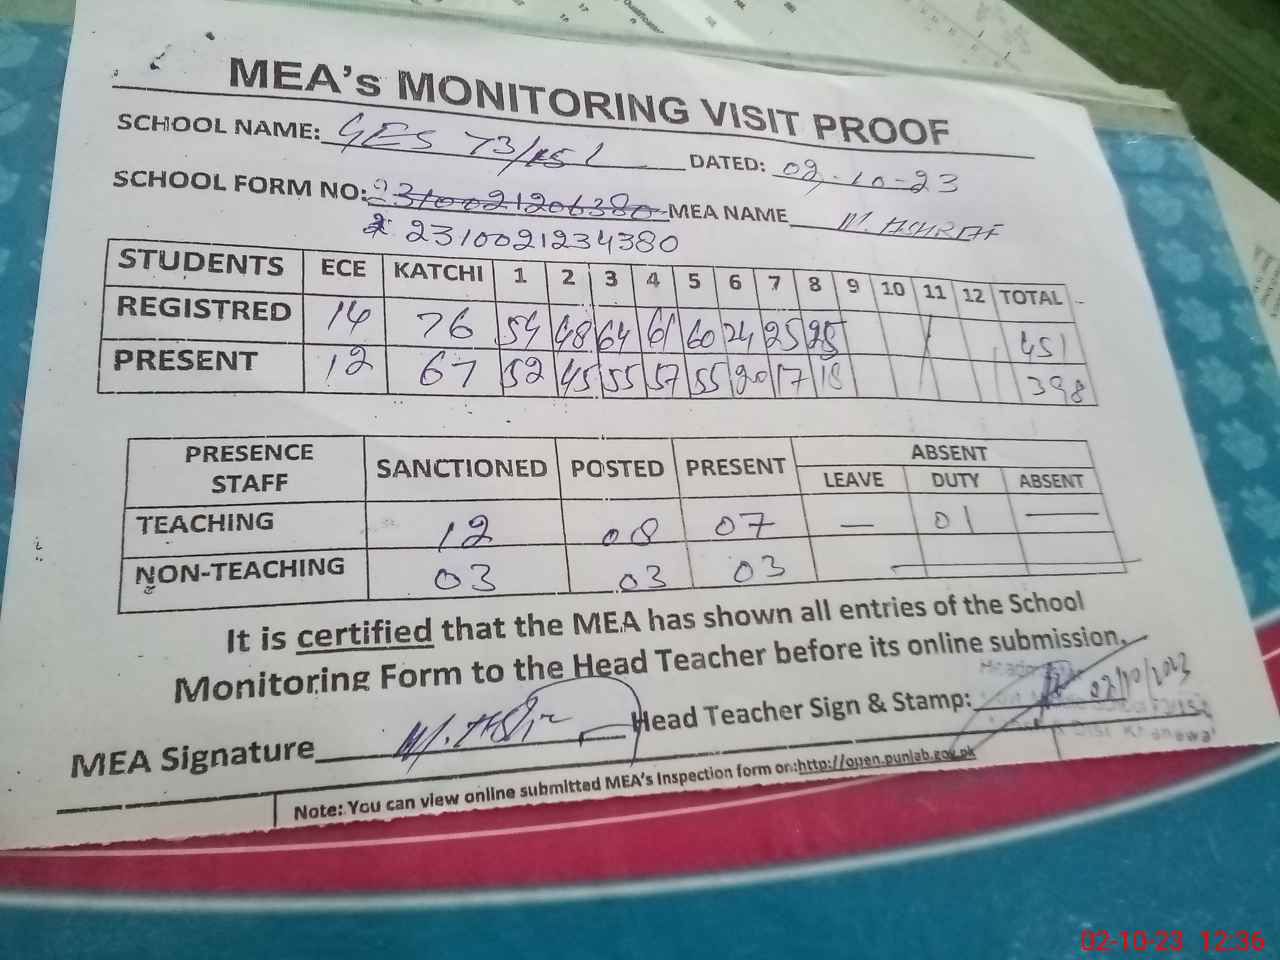 MEA's MONITORING VISIT PROOF
SCHOOL NAME: GES 73/15 L DATED: 02-10-23
SCHOOL FORM NO: 2310021206380 MEA NAME M. ASHRAF
2310021234380
STUDENTS ECE KATCHI 1 2 3 4 5 6 7 8 9 10 11 12 TOTAL
REGISTRED 14 76 54 48 64 61 60 24 25 25 451
PRESENT 12 67 52 45 55 57 55 20 17 18 398
PRESENCE STAFF SANCTIONED POSTED PRESENT ABSENT
LEAVE DUTY ABSENT
TEACHING 12 08 07 — 01 —
NON-TEACHING 03 03 03 —
It is certified that the MEA has shown all entries of the School
Monitoring Form to the Head Teacher before its online submission.
MEA Signature Head Teacher Sign & Stamp: 02/10/2023
Note: You can view online submitted MEA's Inspection form on:http://open.punjab.gov.pk
02-10-23 12:36